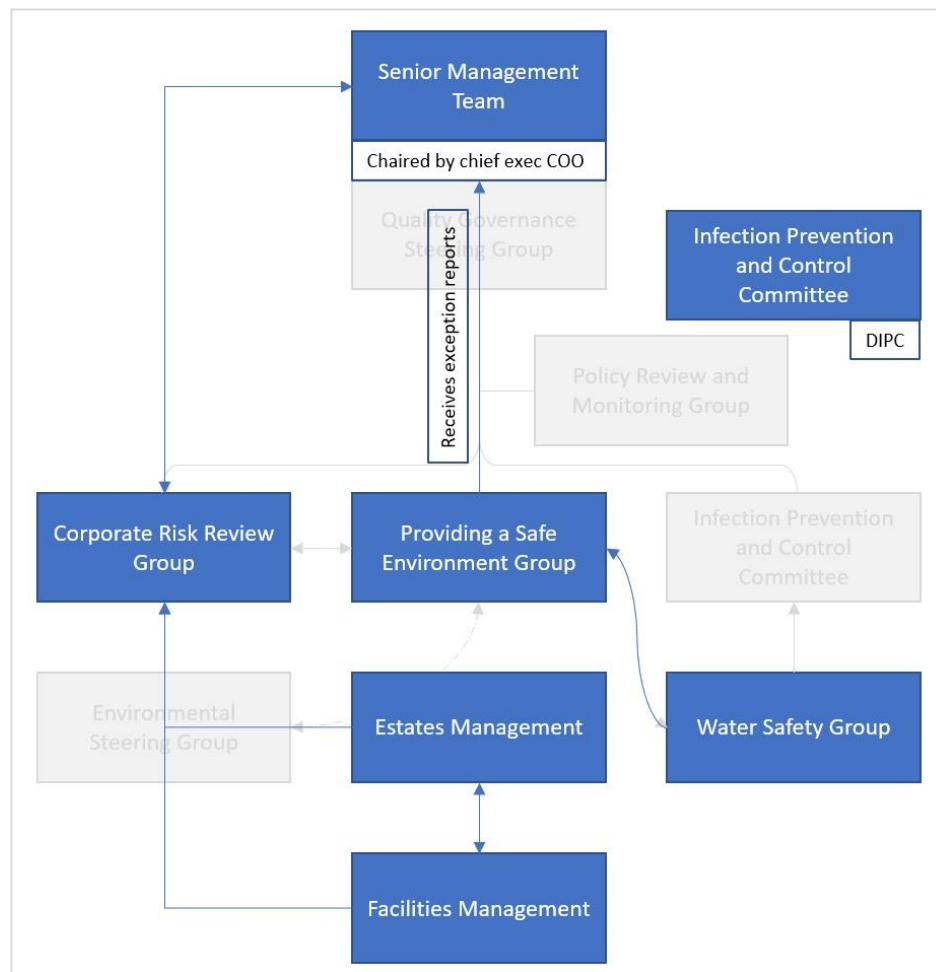 Senior Management
Team
Chaired by chief exec COO
Quality Governance
Steering Group
Receives exception reports
Infection Prevention
and Control
Committee
DIPC
Policy Review and
Monitoring Group
Corporate Risk Review
Group
Providing a Safe
Environment Group
Infection Prevention
and Control
Committee
Environmental
Steering Group
Estates Management
Water Safety Group
Facilities Management